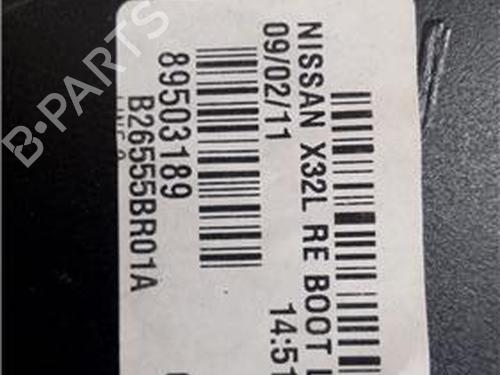 NISSAN X32L RE BOOT
09/02/11 14:51
89503189
B26555BR01A
B-PARTS